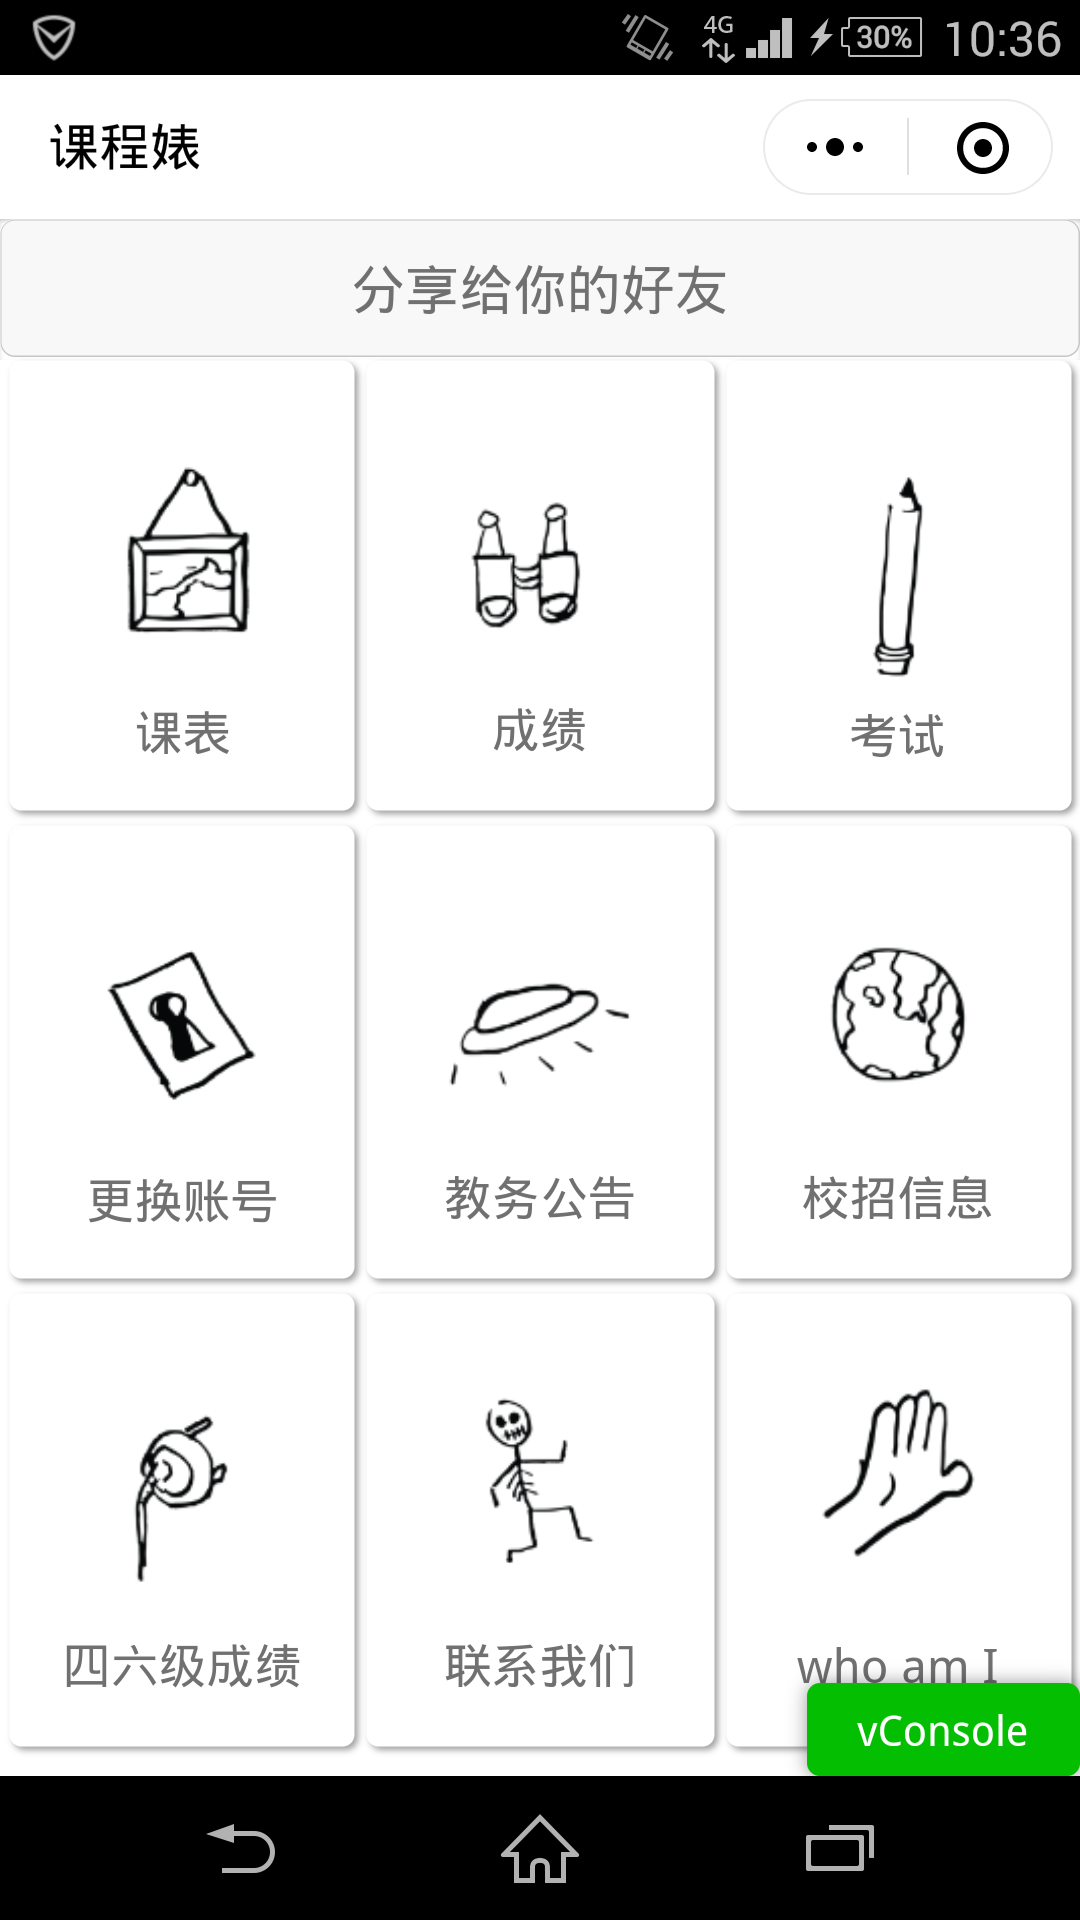 4G 30% 10:36
课程婊
分享给你的好友
课表 成绩 考试
更换账号 教务公告 校招信息
四六级成绩 联系我们 who am I
vConsole